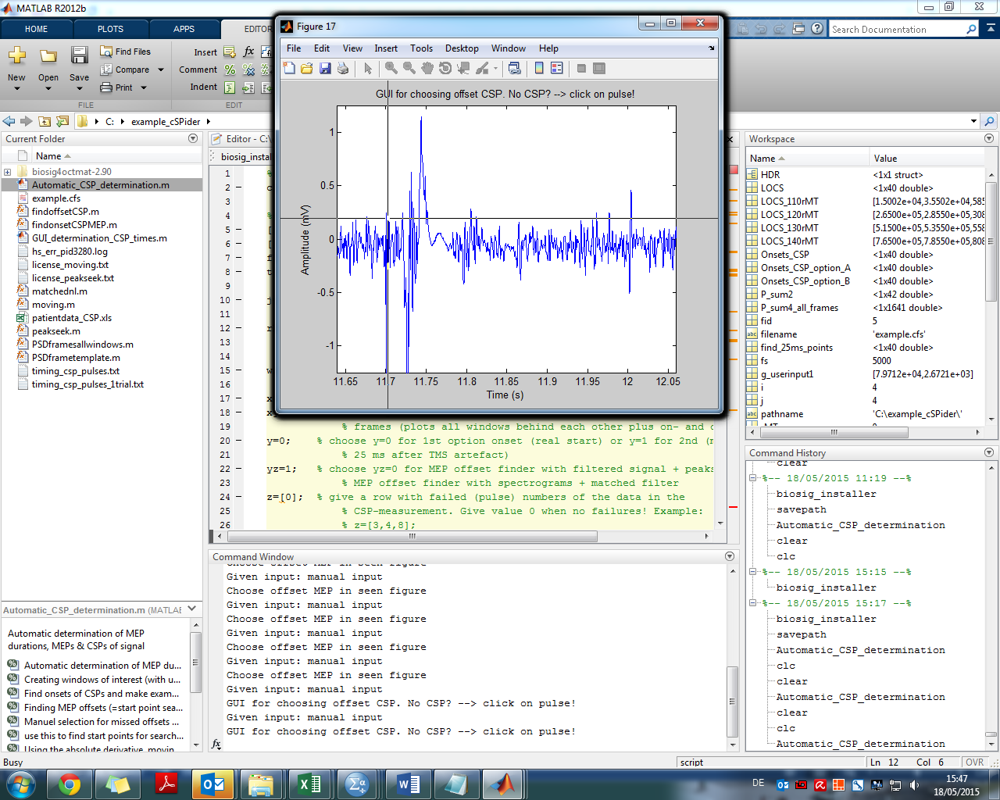 MATLAB R2012b
HOME
PLOTS
APPS
EDITOR
Search Documentation
New
Open
Save
Find Files
Compare
Print
Insert
Comment
Indent
FILE
EDIT
C:
example_cSPider
Current Folder
Name
biosig4octmat-2.90
Automatic_CSP_determination.m
example.cfs
findoffsetCSP.m
findonsetCSPMEP.m
GUI_determination_CSP_times.m
hs_err_pid3280.log
license_moving.txt
license_peakseek.txt
matchednl.m
moving.m
patientdata_CSP.xls
peakseek.m
PSDframesallwindows.m
PSDframetemplate.m
timing_csp_pulses.txt
timing_csp_pulses_1trial.txt
Automatic_CSP_determination.m (MATLAB
Automatic determination of MEP
durations, MEPs & CSPs of signal
Automatic determination of MEP du...
Creating windows of interest (with u...
Find onsets of CSPs and make exam...
Finding MEP offsets (=start point sea...
Manuel selection for missed offsets ...
use this to find start points for search...
Using the absolute derivative, movin...
Busy
Figure 17
File Edit View Insert Tools Desktop Window Help
GUI for choosing offset CSP. No CSP? --> click on pulse!
Amplitude (mV)
1
0.5
0
-0.5
-1
11.65 11.7 11.75 11.8 11.85 11.9 11.95 12 12.05
Time (s)
Editor - C:\
biosig_instal
1
2
3
4
5
6
7
8
9
10
11
12
13
14
15
16
17
18
19 % frames (plots all windows behind each other plus on- and o
20 y=0; % choose y=0 for 1st option onset (real start) or y=1 for 2nd (m
21 % 25 ms after TMS artefact)
22 yz=1; % choose yz=0 for MEP offset finder with filtered signal + peaks
23 % MEP offset finder with spectrograms + matched filter
24 z=[0]; % give a row with failed (pulse) numbers of the data in the
25 % CSP-measurement. Give value 0 when no failures! Example:
26 % z=[3,4,8];
Command Window
Choose offset MEP in seen figure
Given input: manual input
Choose offset MEP in seen figure
Given input: manual input
Choose offset MEP in seen figure
Given input: manual input
Choose offset MEP in seen figure
Given input: manual input
Choose offset MEP in seen figure
Given input: manual input
GUI for choosing offset CSP. No CSP? --> click on pulse!
Given input: manual input
GUI for choosing offset CSP. No CSP? --> click on pulse!
fx
Workspace
Name Value
HDR <1x1 struct>
LOCS <1x40 double>
LOCS_110rMT [1.5002e+04,3.5502e+04,585
LOCS_120rMT [2.6500e+05,2.8550e+05,308
LOCS_130rMT [5.1500e+05,5.3550e+05,558
LOCS_140rMT [7.6500e+05,7.8550e+05,808
Onsets_CSP <1x40 double>
Onsets_CSP_option_A <1x40 double>
Onsets_CSP_option_B <1x40 double>
P_sum2 <1x42 double>
P_sum4_all_frames <1x1641 double>
fid 5
filename 'example.cfs'
find_25ms_points <1x40 double>
fs 5000
g_userinput1 [7.9712e+04,2.6721e+03]
i 4
j 4
pathname 'C:\example_cSPider\'
Command History
clear
%-- 18/05/2015 11:19 --%
biosig_installer
savepath
Automatic_CSP_determination
clear
clc
%-- 18/05/2015 15:15 --%
biosig_installer
%-- 18/05/2015 15:17 --%
biosig_installer
savepath
Automatic_CSP_determination
clc
clear
Automatic_CSP_determination
clear
clc
Automatic_CSP_determination
script
Ln 12 Col 6 OVR
DE
15:47
18/05/2015